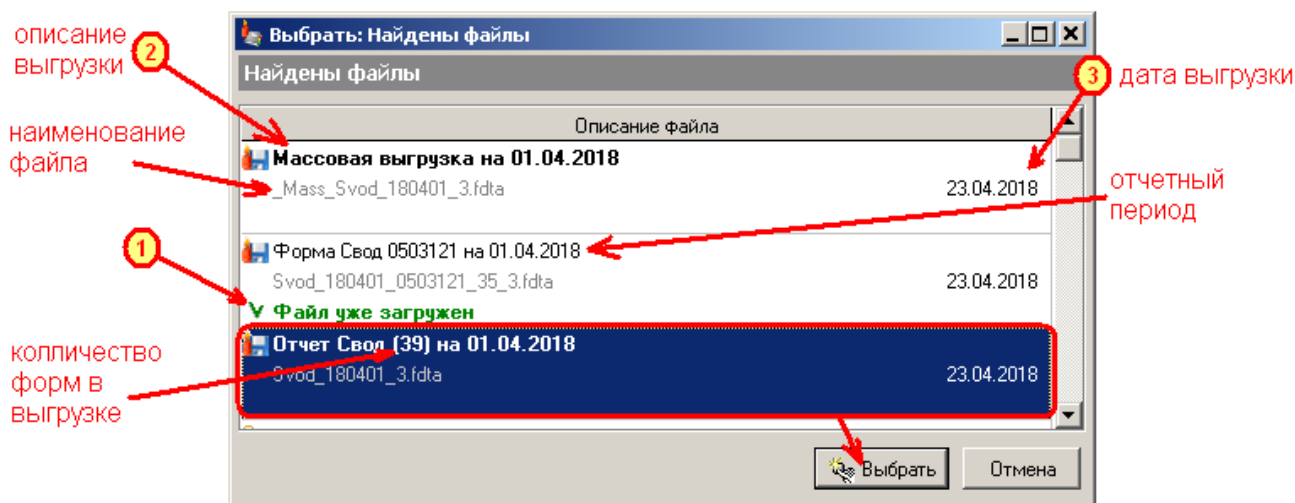 описание
выгрузки
2
наименование
файла
1
колличество
форм в
выгрузке
Выбрать: Найдены файлы
Найдены файлы
Описание файла
Массовая выгрузка на 01.04.2018
_Mass_Svod_180401_3.fdta
23.04.2018
Форма Свод 0503121 на 01.04.2018
Svod_180401_0503121_35_3.fdta
23.04.2018
Файл уже загружен
Отчет Свод (39) на 01.04.2018
Svod_180401_3.fdta
23.04.2018
Выбрать
Отмена
3
дата выгрузки
отчетный
период